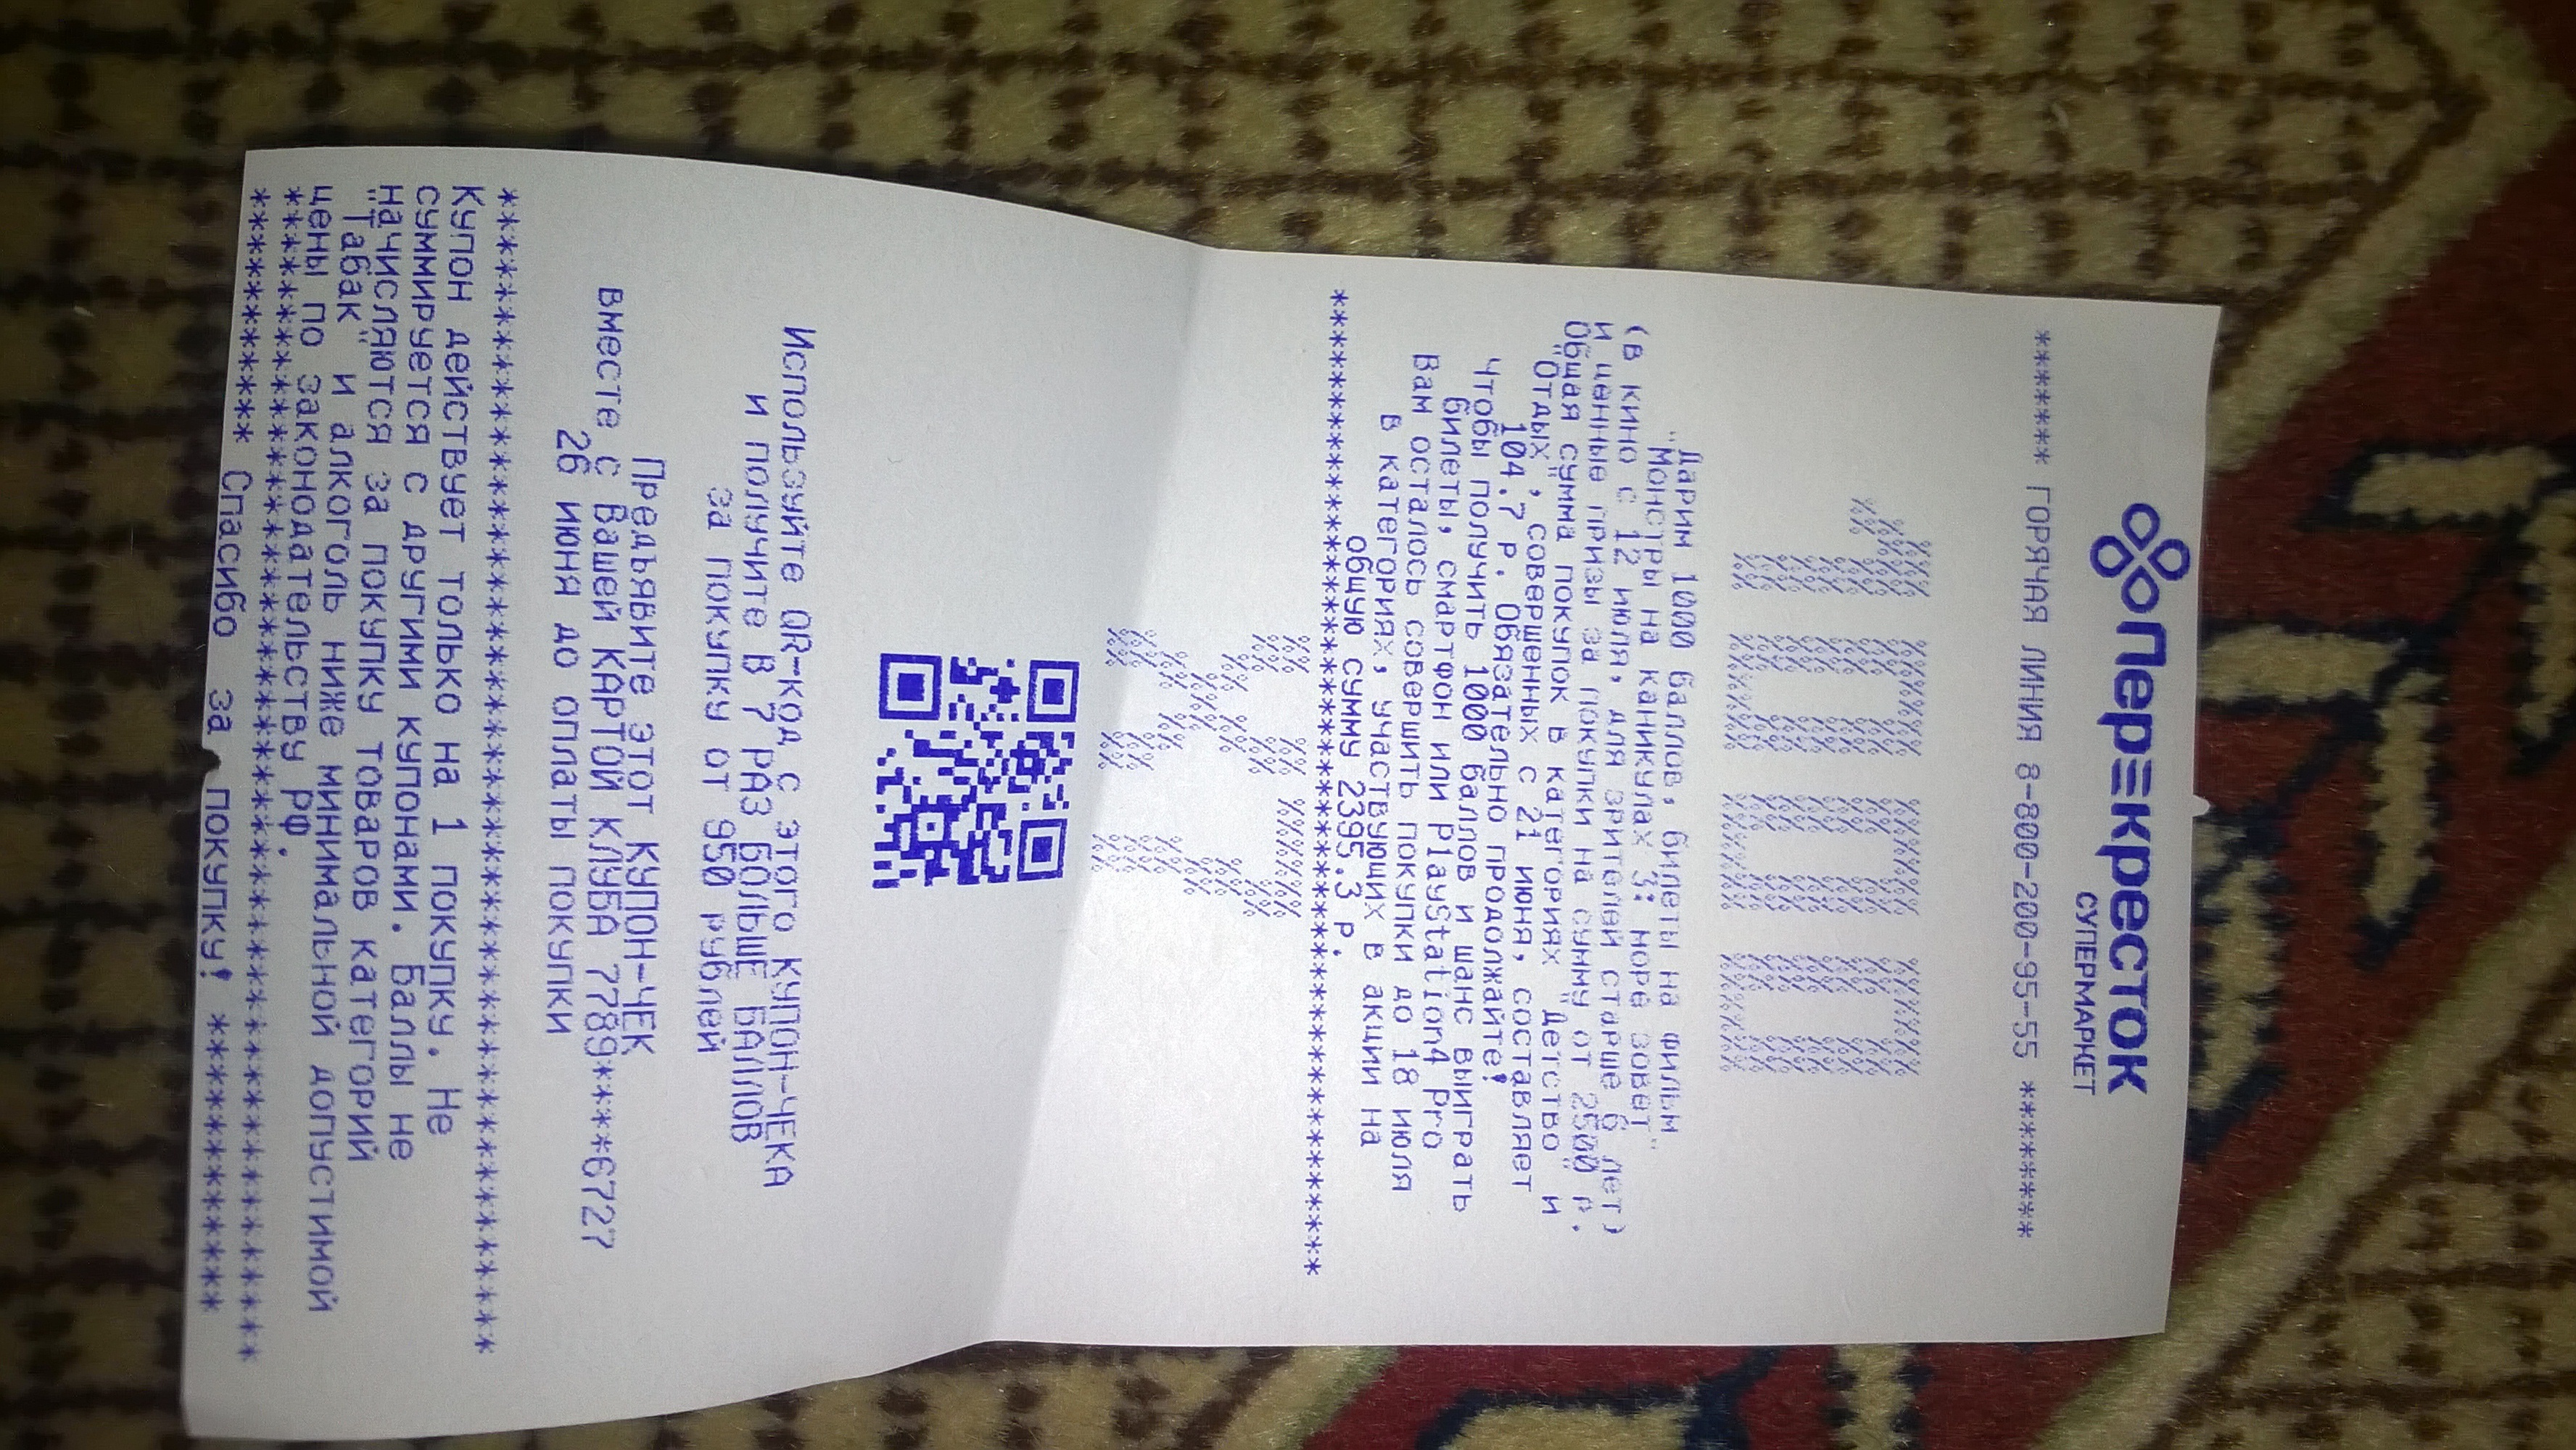 перекресток
СУПЕРМАРКЕТ
******* ГОРЯЧАЯ ЛИНИЯ 8-800-200-95-55 *******
1000
Дарим 1000 баллов, билеты на фильм
"Монстры на каникулах 3: море зовет"
(в кино с 12 июля, для зрителей старше 6 лет)
и ценные призы за покупки на сумму от 2500 р.
Общая сумма покупок в категориях "Детство" и
"Отдых", совершенных с 21 июня, составляет
104.7 р. Обязательно продолжайте!
Чтобы получить 1000 баллов и шанс выиграть
билеты, смартфон или PlayStation4 Pro
Вам осталось совершить покупки до 18 июля
в категориях, участвующих в акции на
общую сумму 2395.3 р.
************************************************
X7
Используйте QR-код с этого КУПОН-ЧЕКА
и получите В 7 РАЗ БОЛЬШЕ БАЛЛОВ
за покупку от 950 рублей
Предъявите этот КУПОН-ЧЕК
вместе с Вашей КАРТОЙ КЛУБА 7789****6727
26 июня до оплаты покупки
************************************************
Купон действует только на 1 покупку. Не
суммируется с другими купонами. Баллы не
начисляются за покупку товаров категорий
"Табак" и алкоголь ниже минимальной допустимой
цены по законодательству РФ.
************************************************
*********** Спасибо за покупку! ************